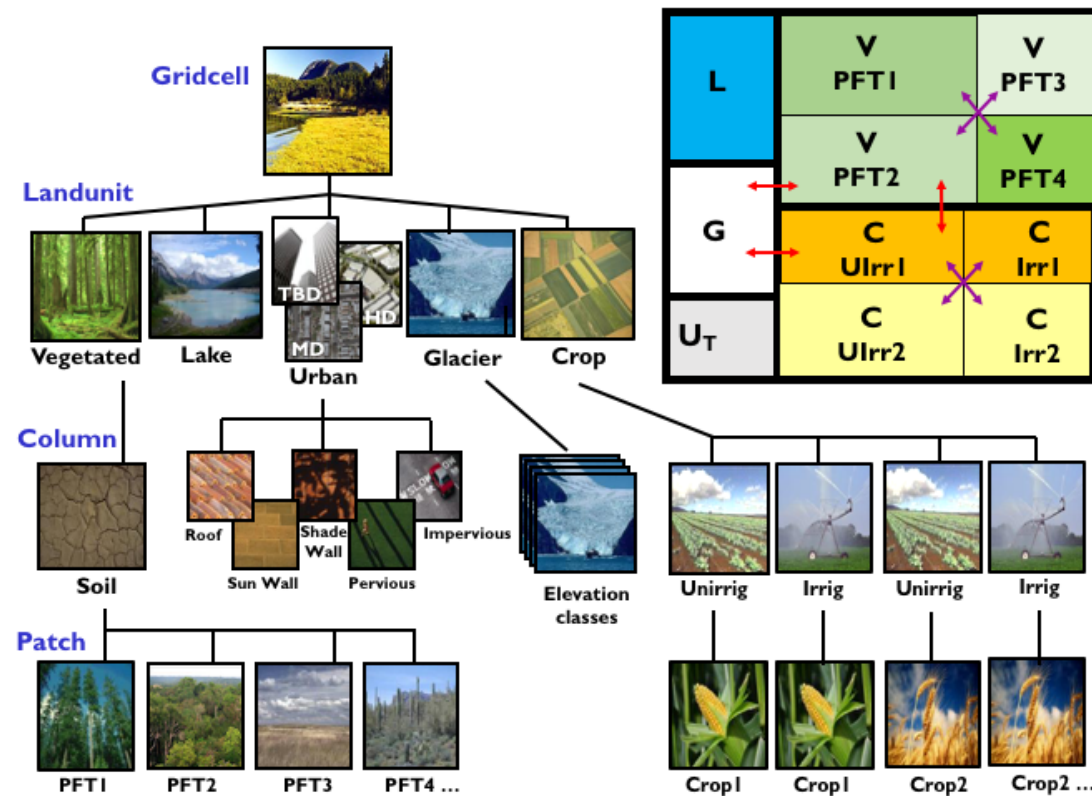 Gridcell
Landunit
TBD
HD
MD
Vegetated
Lake
Urban
Glacier
Crop
Column
Roof
Shade
Wall
Impervious
Sun Wall
Pervious
Soil
Elevation
classes
Unirrig
Irrig
Unirrig
Irrig
Patch
PFT1
PFT2
PFT3
PFT4 ...
Crop1
Crop1
Crop2
Crop2 ...
L
V
PFT1
V
PFT3
V
PFT2
V
PFT4
G
C
UIrr1
C
Irr1
U_T
C
UIrr2
C
Irr2